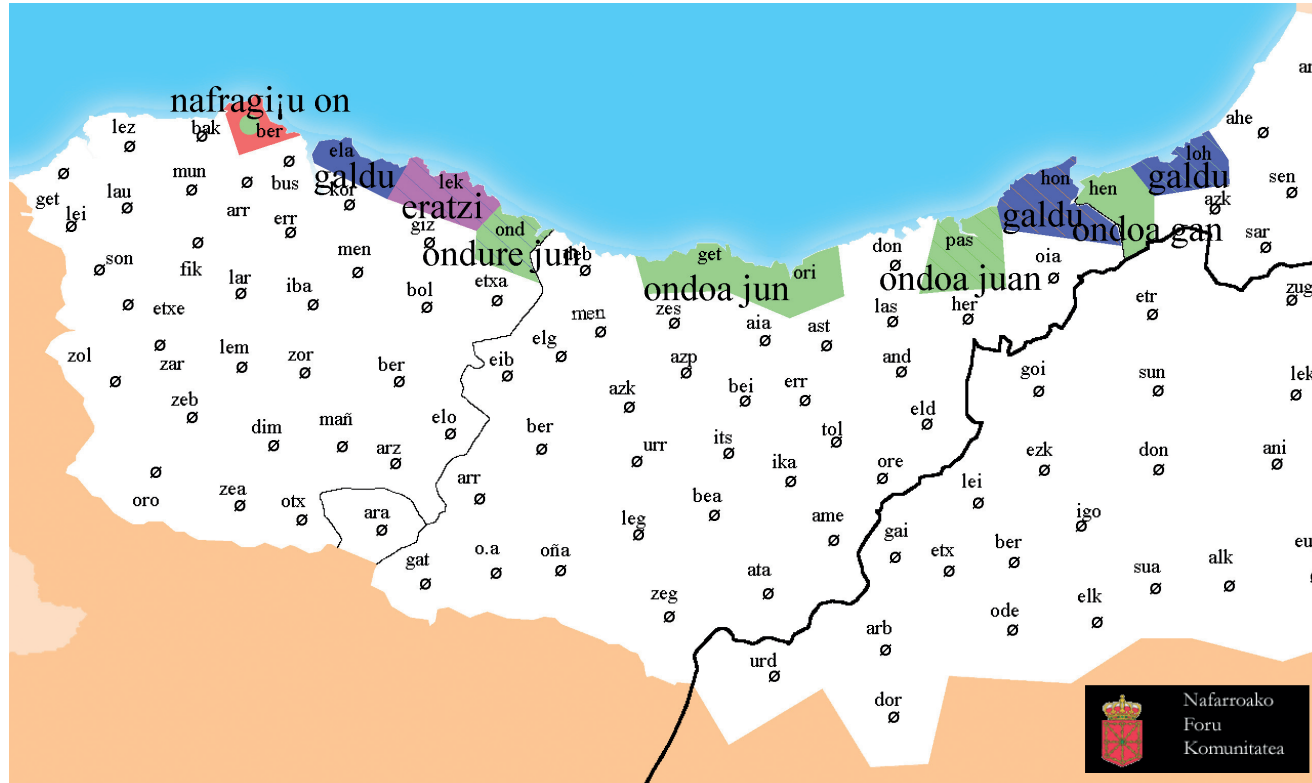 nafragi¡u on
lez
bak
ber
ahe
ela
loh
get
mun
bus
galdu
kor
lek
hon
hen
galdu
sen
lau
lei
arr
err
eratzi
giz
ond
ondure jun
pas
galdu
ondoa gan
azk
son
fik
men
deb
get
ori
don
oia
sar
lar
iba
bol
etxa
ondoa jun
ondoa juan
zug
etxe
men
zes
aia
ast
las
her
etr
zol
zar
lem
zor
ber
elg
eib
azp
and
goi
sun
lek
zeb
azk
bei
err
dim
mañ
elo
ber
eld
arz
urr
its
tol
oro
zea
otx
arr
ika
ore
lei
ezk
don
ani
ara
leg
bea
ame
igo
gat
o.a
oña
gai
etx
ber
sua
alk
zeg
ata
ode
elk
arb
urd
dor
Nafarroako
Foru
Komunitatea